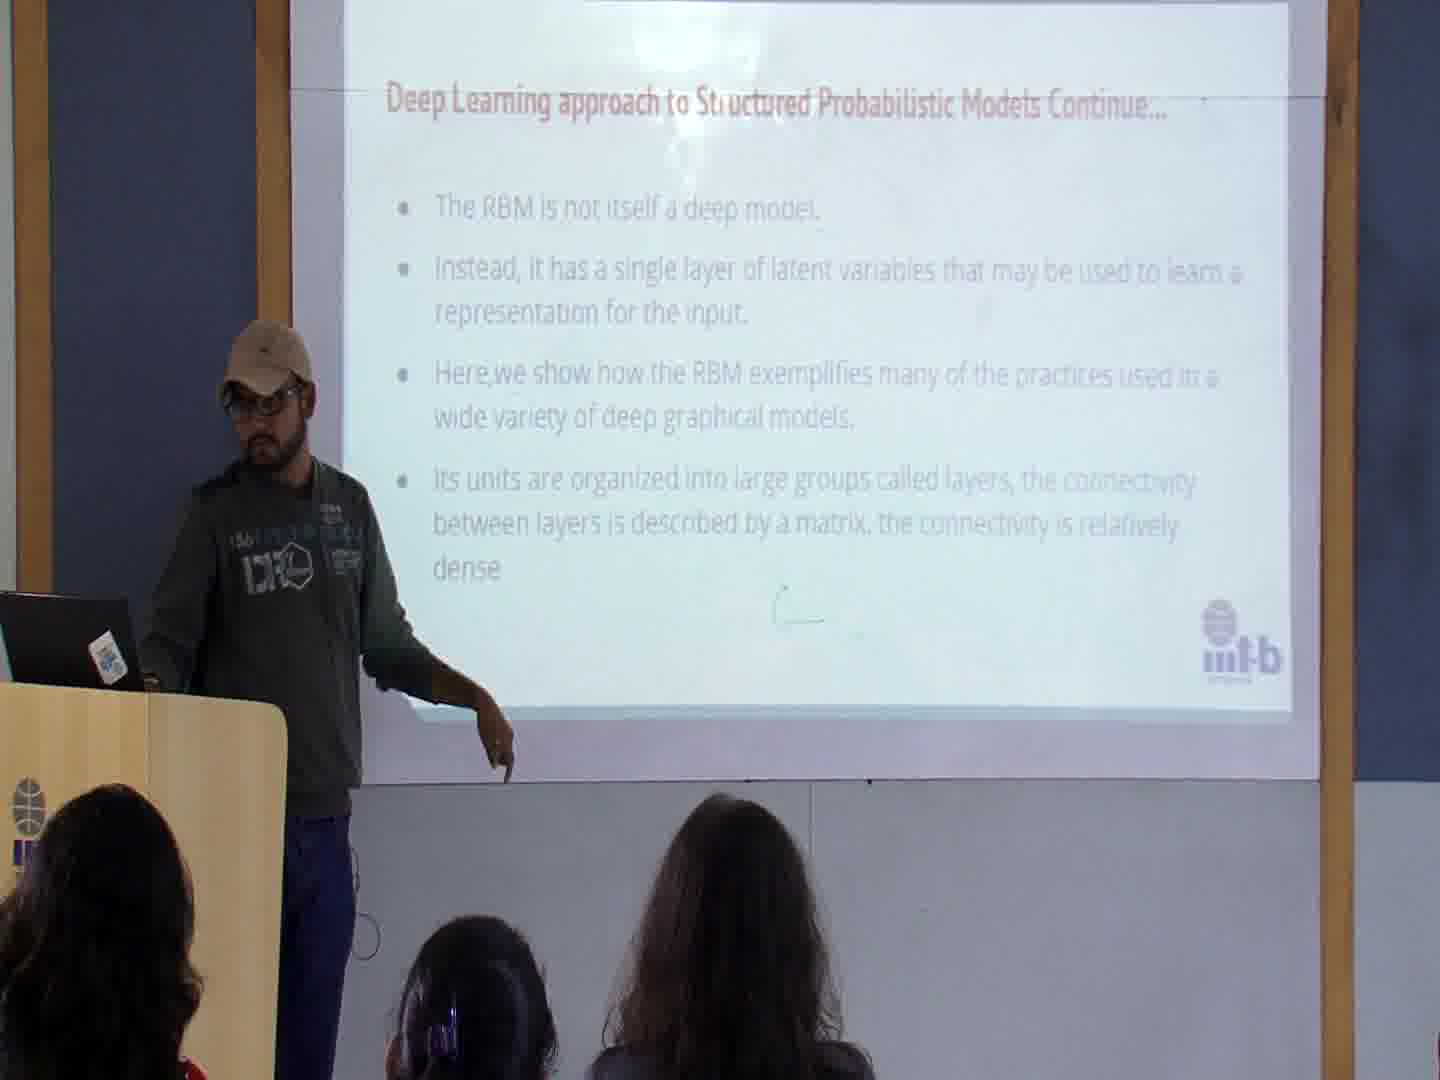 Deep Learning approach to Structured Probabilistic Models Continue...
The RBM is not itself a deep model.
Instead, it has a single layer of latent variables that may be used to learn a
representation for the input.
Here,we show how the RBM exemplifies many of the practices used in a
wide variety of deep graphical models.
Its units are organized into large groups called layers, the connectivity
between layers is described by a matrix, the connectivity is relatively
dense